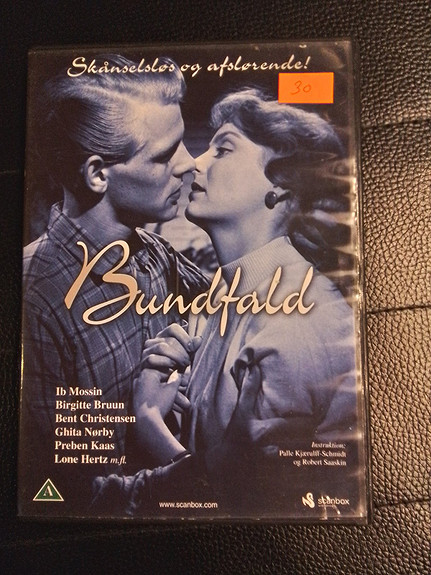 Skånselsløs og afslørende!
30
Bundfald
Ib Mossin
Birgitte Bruun
Bent Christensen
Ghita Nørby
Preben Kaas
Lone Hertz m.fl.
Instruktion:
Palle Kjærulff-Schmidt
og Robert Saaskin
A
www.scanbox.com
scanbox